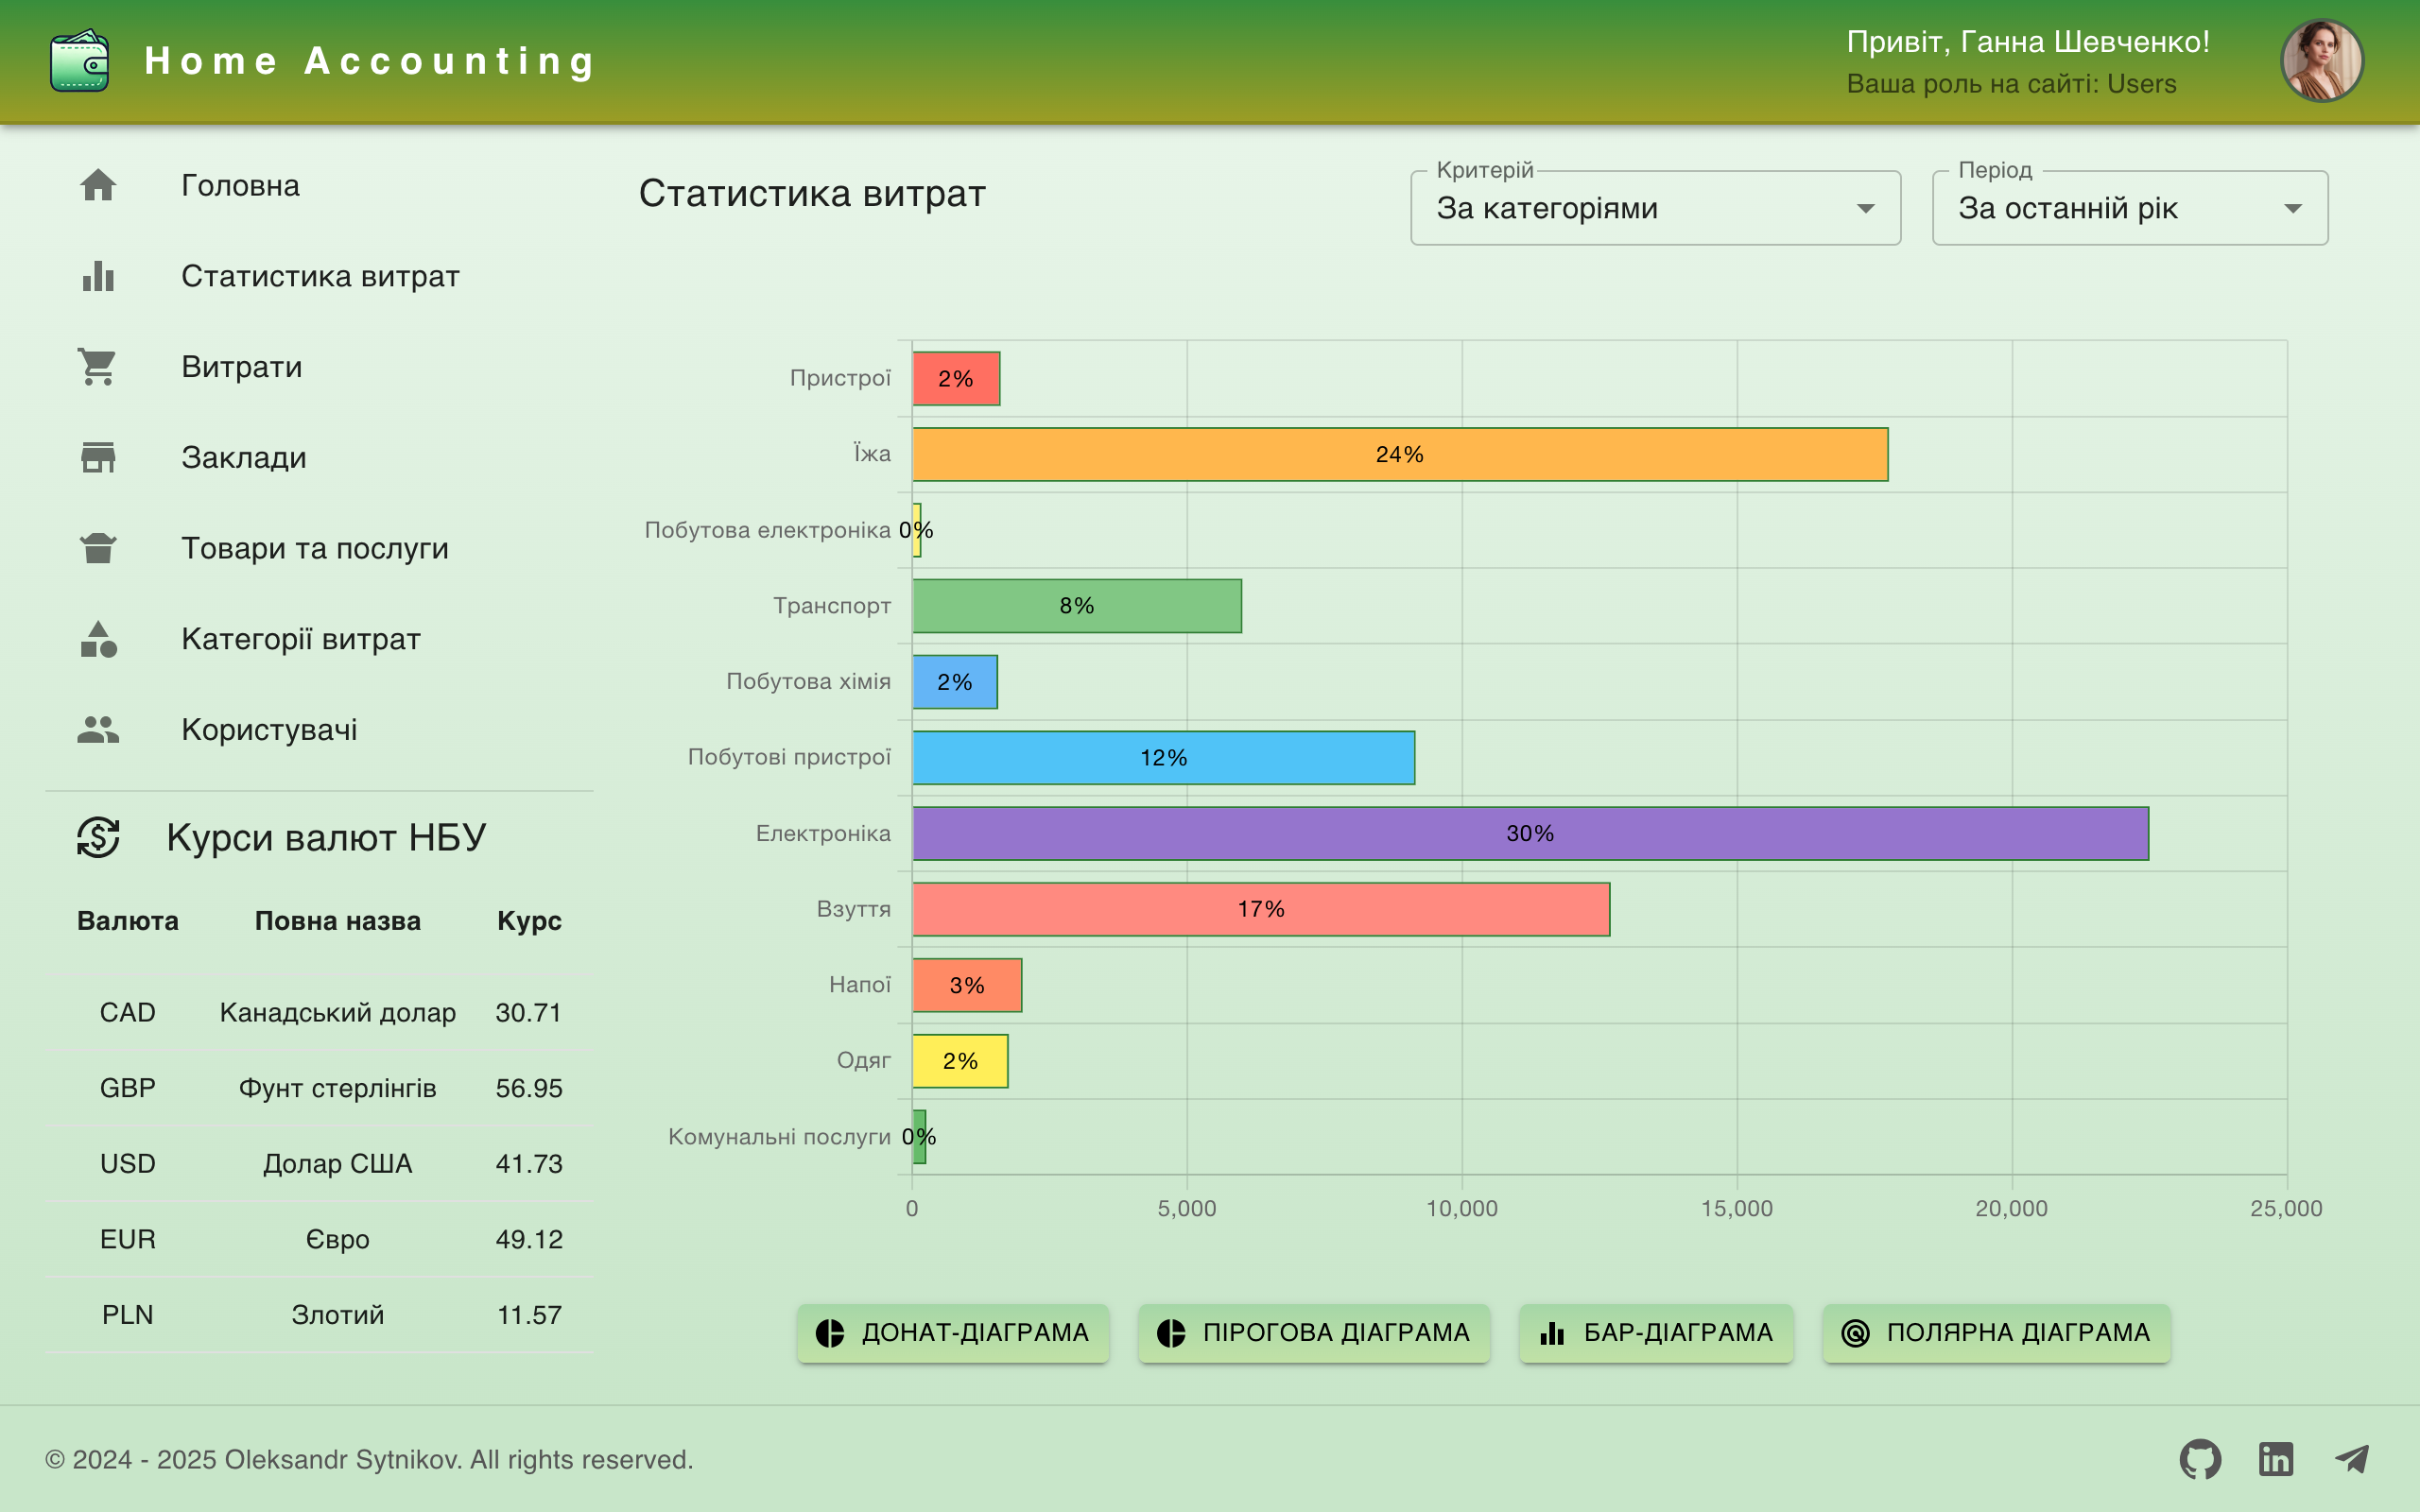 Home Accounting
Привіт, Ганна Шевченко!
Ваша роль на сайті: Users
Головна
Статистика витрат
Витрати
Заклади
Товари та послуги
Категорії витрат
Користувачі
Курси валют НБУ
Валюта Повна назва Курс
CAD Канадський долар 30.71
GBP Фунт стерлінгів 56.95
USD Долар США 41.73
EUR Євро 49.12
PLN Злотий 11.57
Статистика витрат
Критерій
За категоріями
Період
За останній рік
Пристрої 2%
Їжа 24%
Побутова електроніка 0%
Транспорт 8%
Побутова хімія 2%
Побутові пристрої 12%
Електроніка 30%
Взуття 17%
Напої 3%
Одяг 2%
Комунальні послуги 0%
0 5,000 10,000 15,000 20,000 25,000
ДОНАТ-ДІАГРАМА ПІРОГОВА ДІАГРАМА БАР-ДІАГРАМА ПОЛЯРНА ДІАГРАМА
© 2024 - 2025 Oleksandr Sytnikov. All rights reserved.